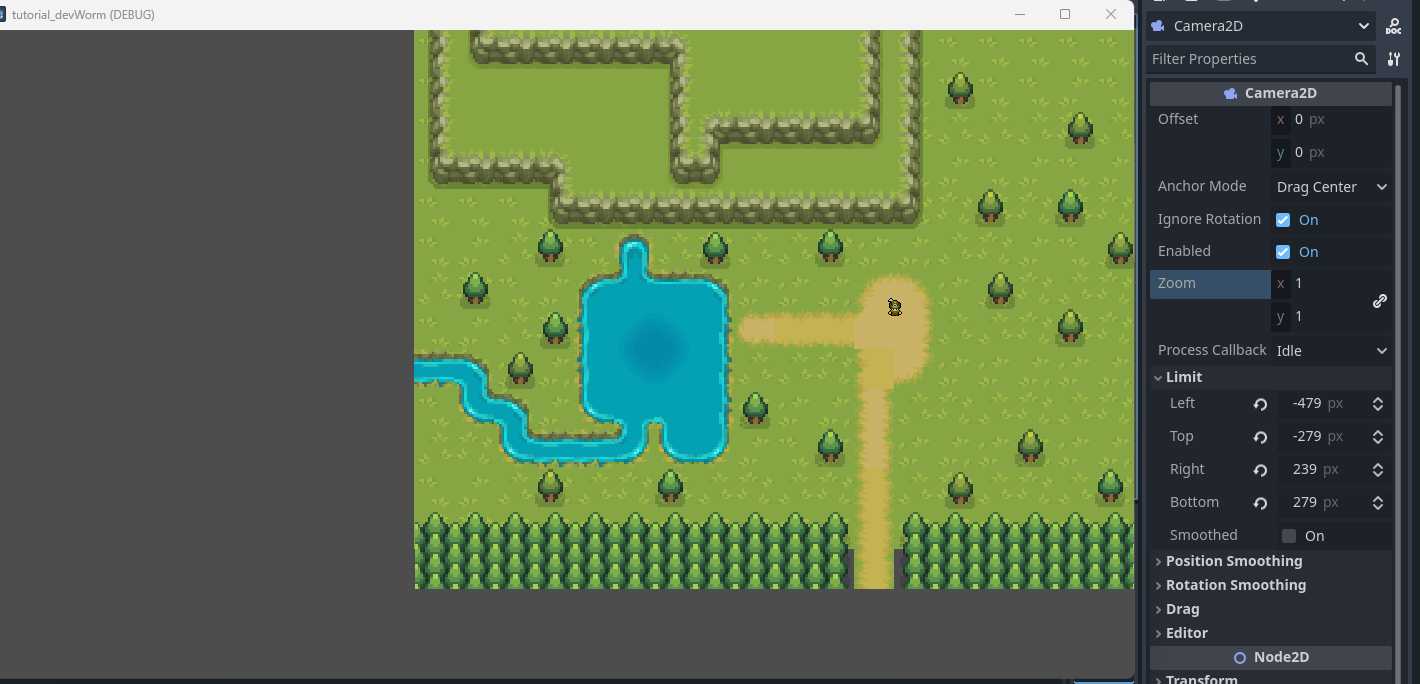 tutorial_devWorm (DEBUG)
Camera2D
DOC
Filter Properties
Camera2D
Offset x 0 px
y 0 px
Anchor Mode Drag Center
Ignore Rotation On
Enabled On
Zoom x 1
y 1
Process Callback Idle
Limit
Left -479 px
Top -279 px
Right 239 px
Bottom 279 px
Smoothed On
Position Smoothing
Rotation Smoothing
Drag
Editor
Node2D
Transform